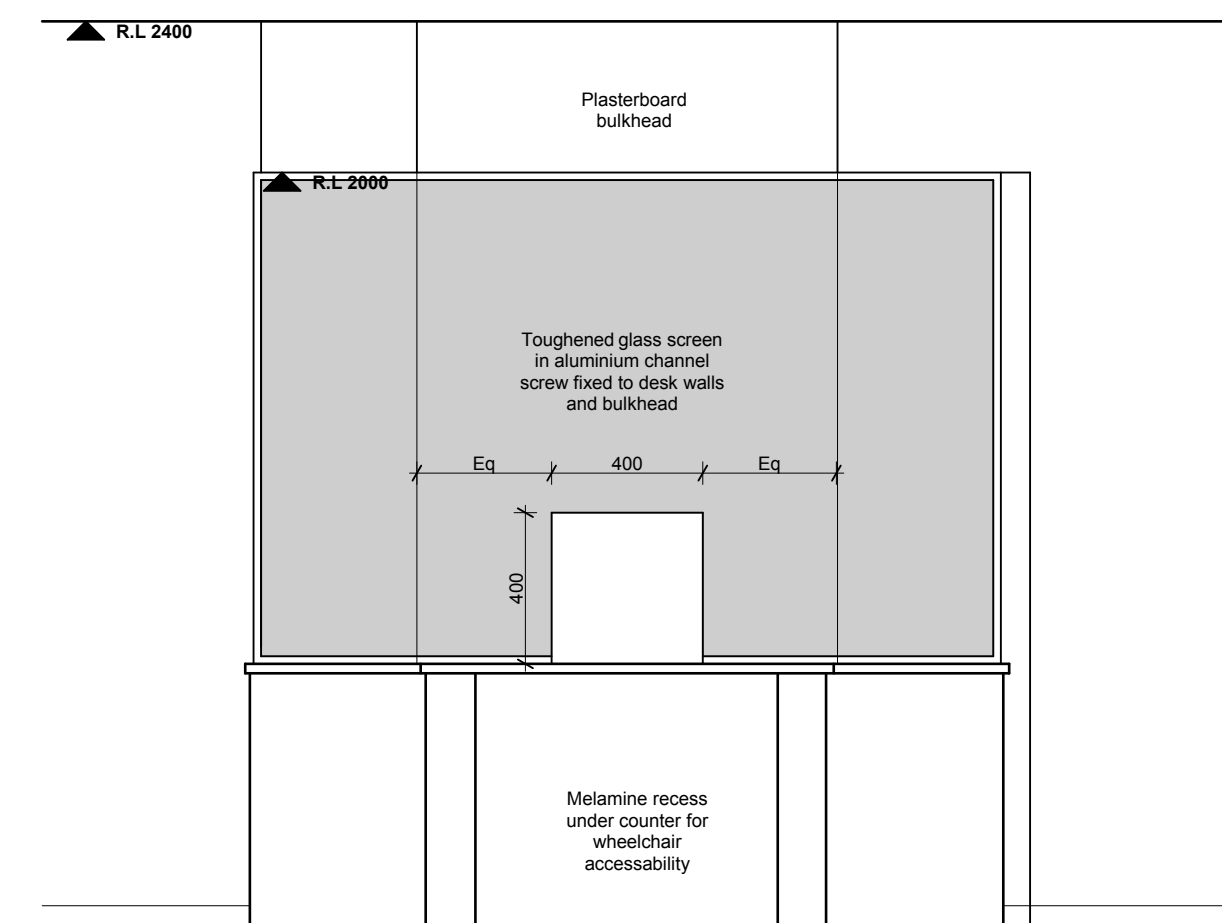 R.L 2400
Plasterboard
bulkhead
R.L 2000
Toughened glass screen
in aluminium channel
screw fixed to desk walls
and bulkhead
Eq 400 Eq
400
Melamine recess
under counter for
wheelchair
accessability